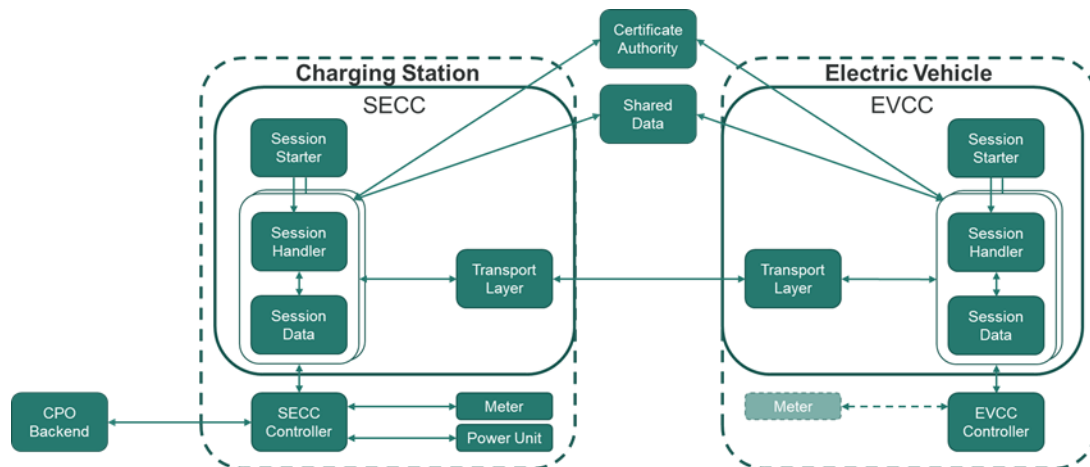 Certificate
Authority
Charging Station
Electric Vehicle
SECC
EVCC
Shared
Data
Session
Starter
Session
Starter
Session
Handler
Session
Handler
Transport
Layer
Transport
Layer
Session
Data
Session
Data
CPO
Backend
SECC
Controller
Meter
Power Unit
Meter
EVCC
Controller